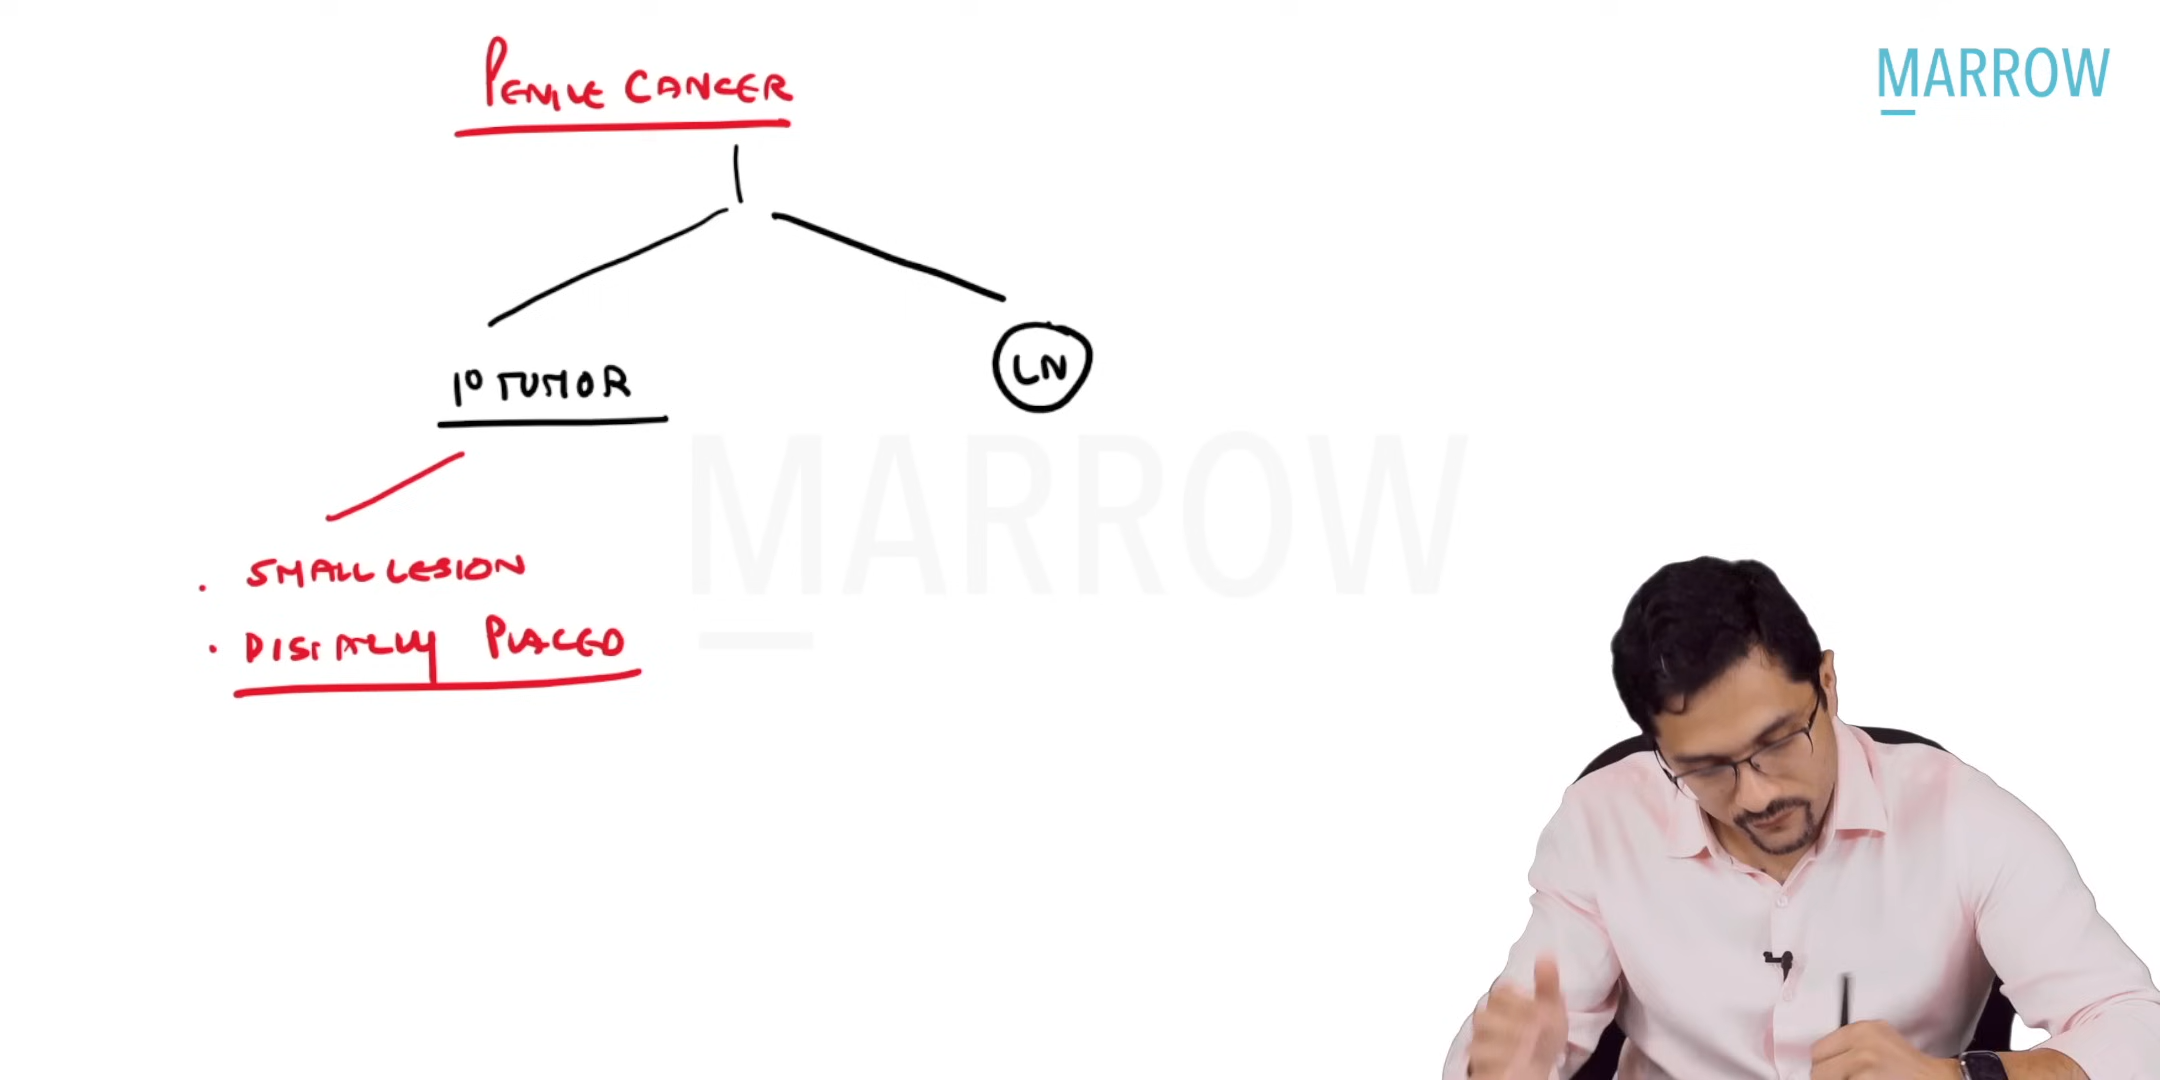 PENILE CANCER
MARROW
1° TUMOR
LN
MARROW
. SMALL LESION
. DISTALLY PLACED